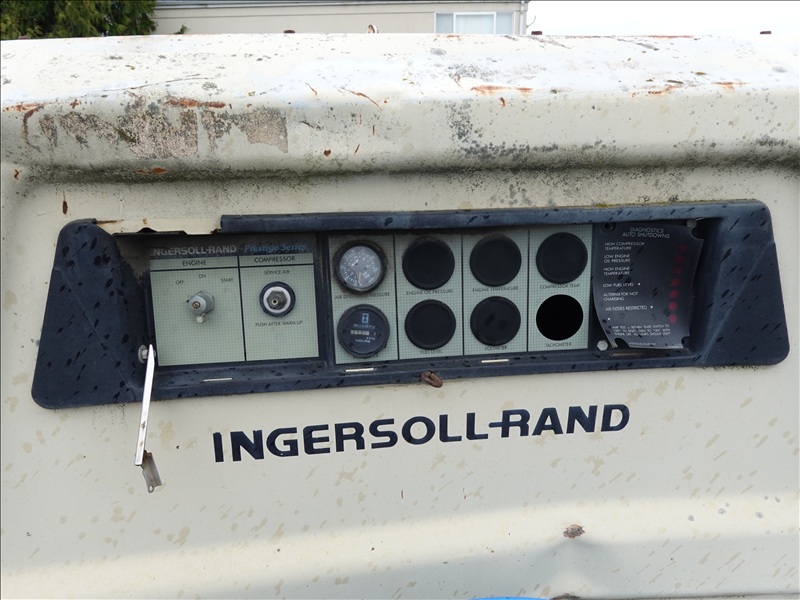 INGERSOLL-RAND Prestige Series
ENGINE
COMPRESSOR
ON
OFF
START
SERVICE AIR
PUSH AFTER WARM UP
ENGINE OIL PRESSURE
ENGINE TEMPERATURE
COMPRESSOR TEMP
FUEL LEVEL
TACHOMETER
DIAGNOSTICS
AUTO SHUTDOWNS
HIGH COMPRESSOR
TEMPERATURE
LOW ENGINE
OIL PRESSURE
HIGH ENGINE
TEMPERATURE
LOW FUEL LEVEL
ALTERNATOR NOT
CHARGING
AIR FILTERS RESTRICTED
INGERSOLL-RAND